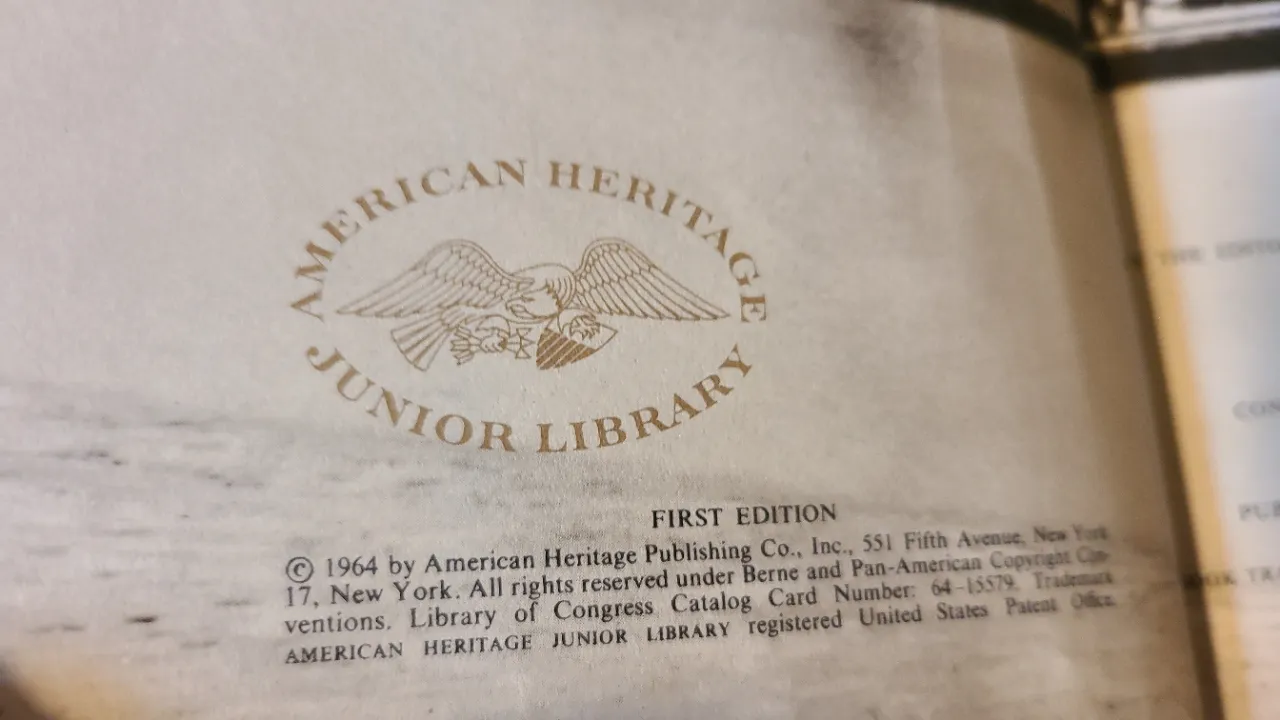 AMERICAN HERITAGE
JUNIOR LIBRARY
FIRST EDITION
© 1964 by American Heritage Publishing Co., Inc., 551 Fifth Avenue, New York
17, New York. All rights reserved under Berne and Pan-American Copyright Con-
ventions. Library of Congress Catalog Card Number: 64-15579. Trademark
AMERICAN HERITAGE JUNIOR LIBRARY registered United States Patent Office.
THE